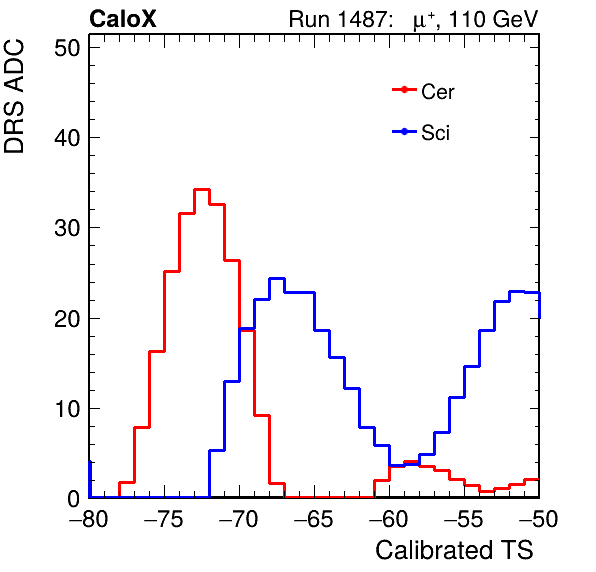 CaloX Run 1487: μ⁺, 110 GeV
DRS ADC
50
40
30
20
10
0
Cer
Sci
−80 −75 −70 −65 −60 −55 −50
Calibrated TS